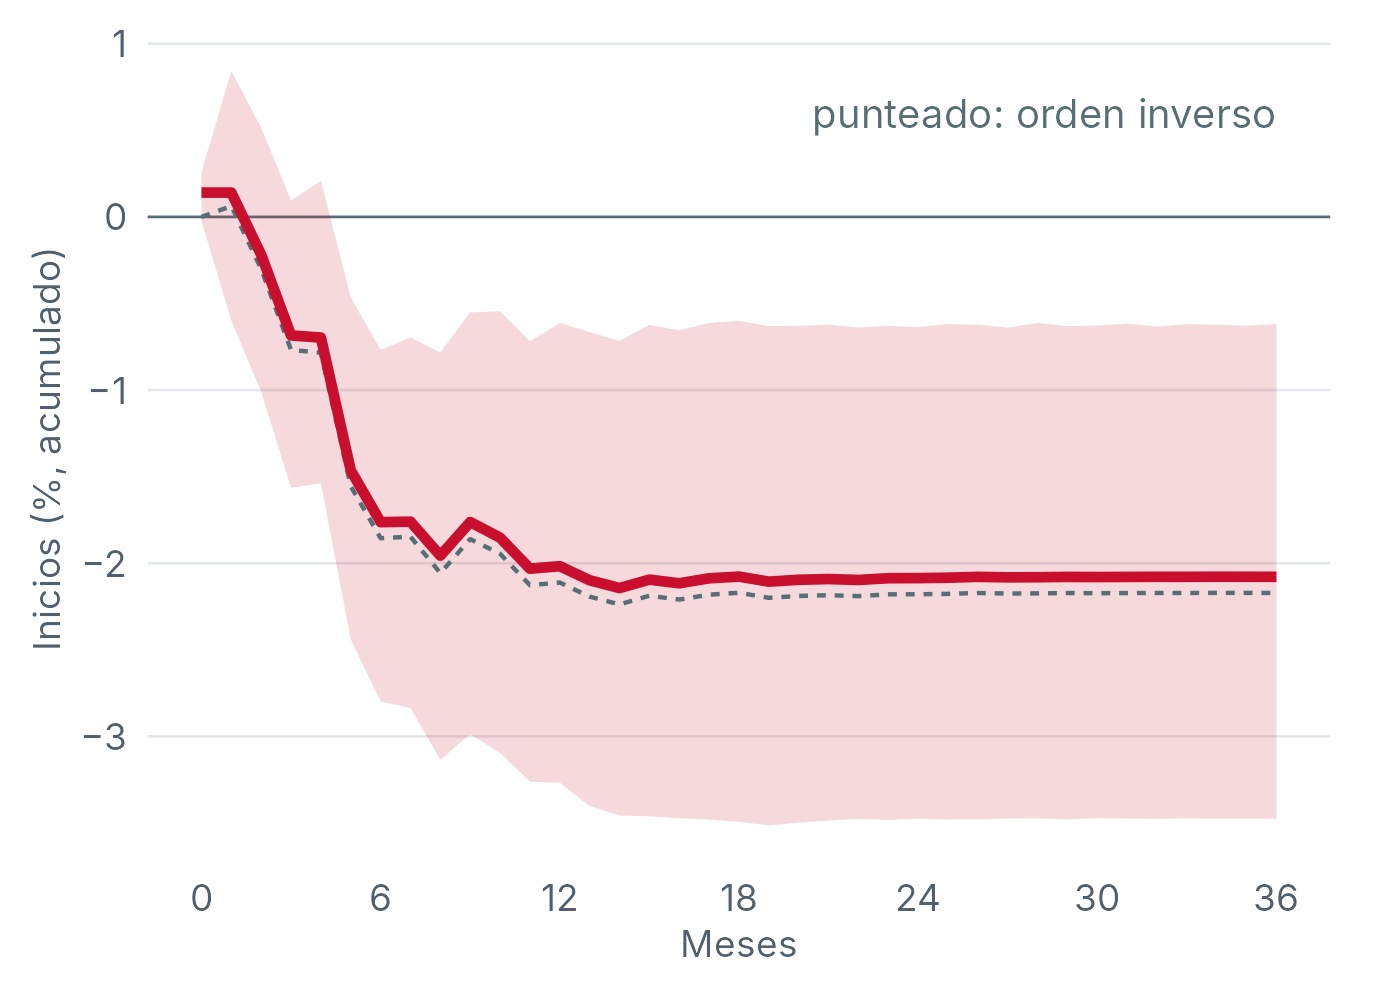 1
punteado: orden inverso
0
−1
−2
−3
Inicios (%, acumulado)
0 6 12 18 24 30 36
Meses